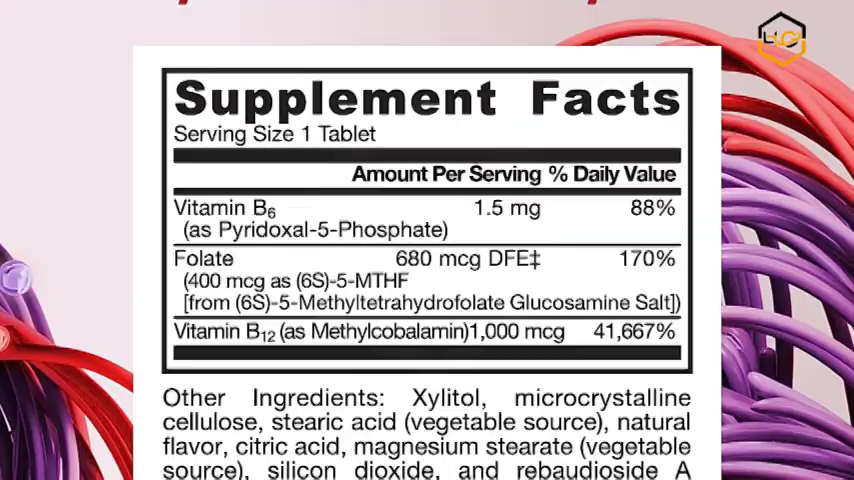 Supplement Facts
Serving Size 1 Tablet
Amount Per Serving % Daily Value
Vitamin B₆ 1.5 mg 88%
(as Pyridoxal-5-Phosphate)
Folate 680 mcg DFE‡ 170%
(400 mcg as (6S)-5-MTHF
[from (6S)-5-Methyltetrahydrofolate Glucosamine Salt])
Vitamin B₁₂ (as Methylcobalamin) 1,000 mcg 41,667%
Other Ingredients: Xylitol, microcrystalline
cellulose, stearic acid (vegetable source), natural
flavor, citric acid, magnesium stearate (vegetable
source), silicon dioxide, and rebaudioside A